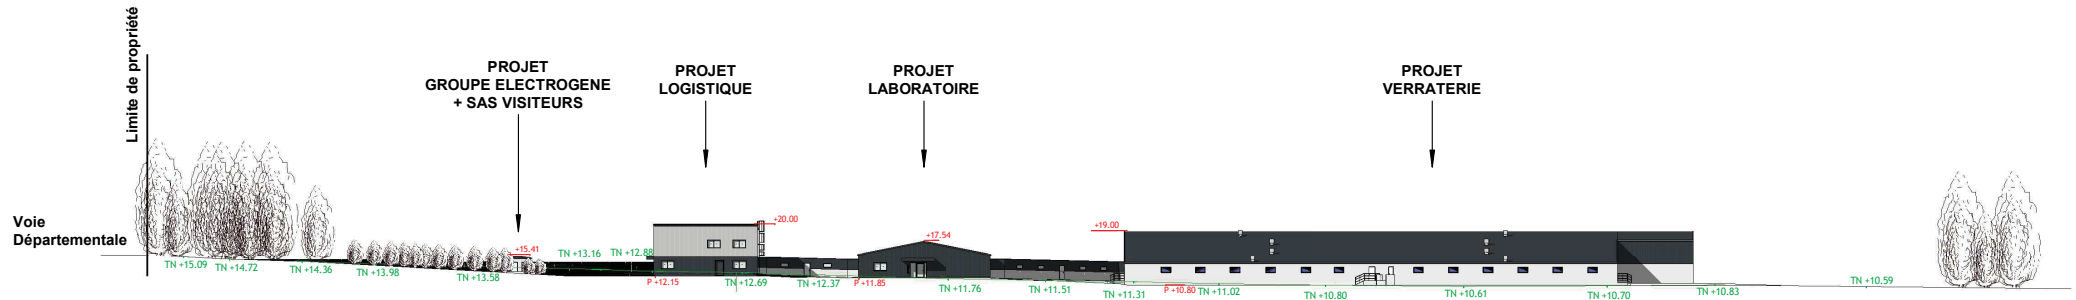 Limite de propriété
PROJET
GROUPE ELECTROGENE
+ SAS VISITEURS
PROJET
LOGISTIQUE
PROJET
LABORATOIRE
PROJET
VERRATERIE
Voie
Départementale
+15.41
+20.00
+17.54
+19.00
TN +15.09
TN +14.72
TN +14.36
TN +13.98
TN +13.58
TN +13.16
TN +12.88
P +12.15
TN +12.69
TN +12.37
P +11.85
TN +11.76
TN +11.51
TN +11.31
P +10.80
TN +11.02
TN +10.80
TN +10.61
TN +10.70
TN +10.83
TN +10.59